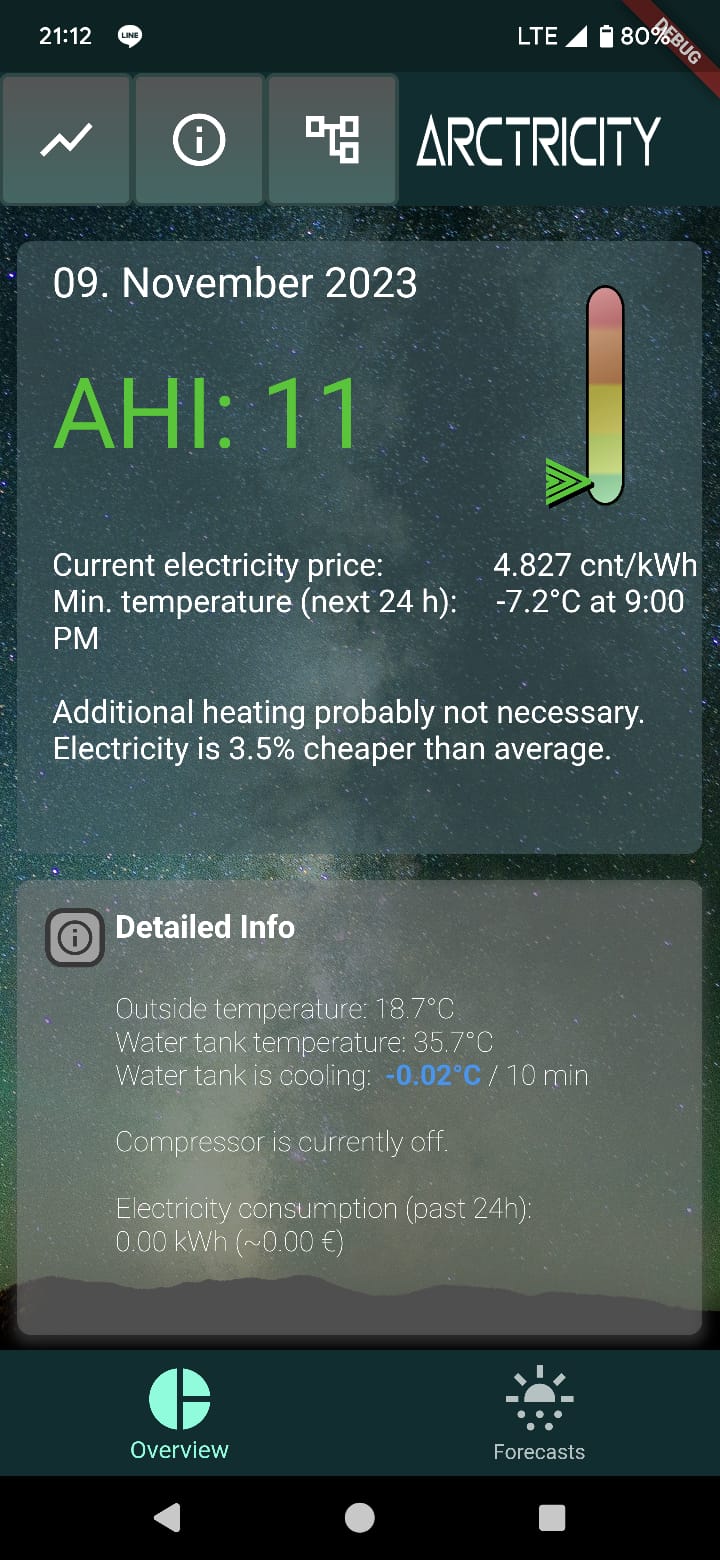 21:12
LINE
LTE
80%
DEBUG
ARCTRICITY
09. November 2023
AHI: 11
Current electricity price: 4.827 cnt/kWh
Min. temperature (next 24 h): -7.2°C at 9:00
PM
Additional heating probably not necessary.
Electricity is 3.5% cheaper than average.
Detailed Info
Outside temperature: 18.7°C
Water tank temperature: 35.7°C
Water tank is cooling: -0.02°C / 10 min
Compressor is currently off.
Electricity consumption (past 24h):
0.00 kWh (~0.00 €)
Overview
Forecasts